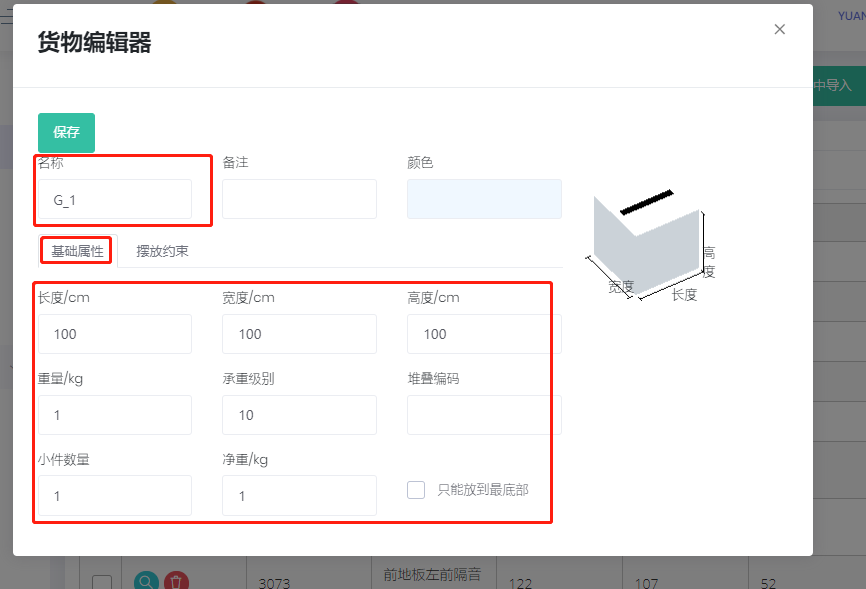 YUAN
货物编辑器
中导入
保存
名称
备注
颜色
G_1
基础属性
摆放约束
高度
宽度
长度
长度/cm
宽度/cm
高度/cm
100
100
100
重量/kg
承重级别
堆叠编码
1
10
小件数量
净重/kg
1
1
只能放到最底部
3073
前地板左前隔音
122
107
52